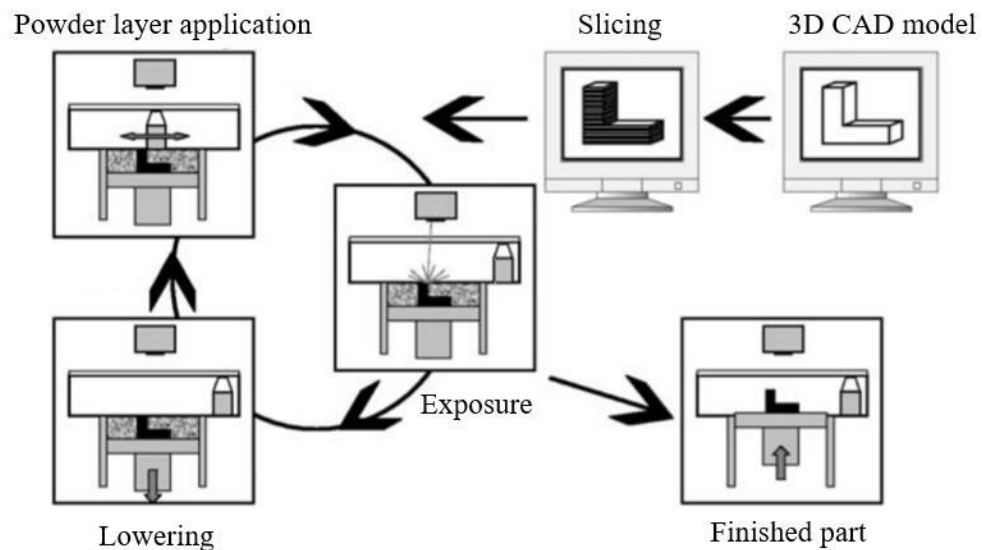 Powder layer application
Slicing
3D CAD model
Exposure
Lowering
Finished part